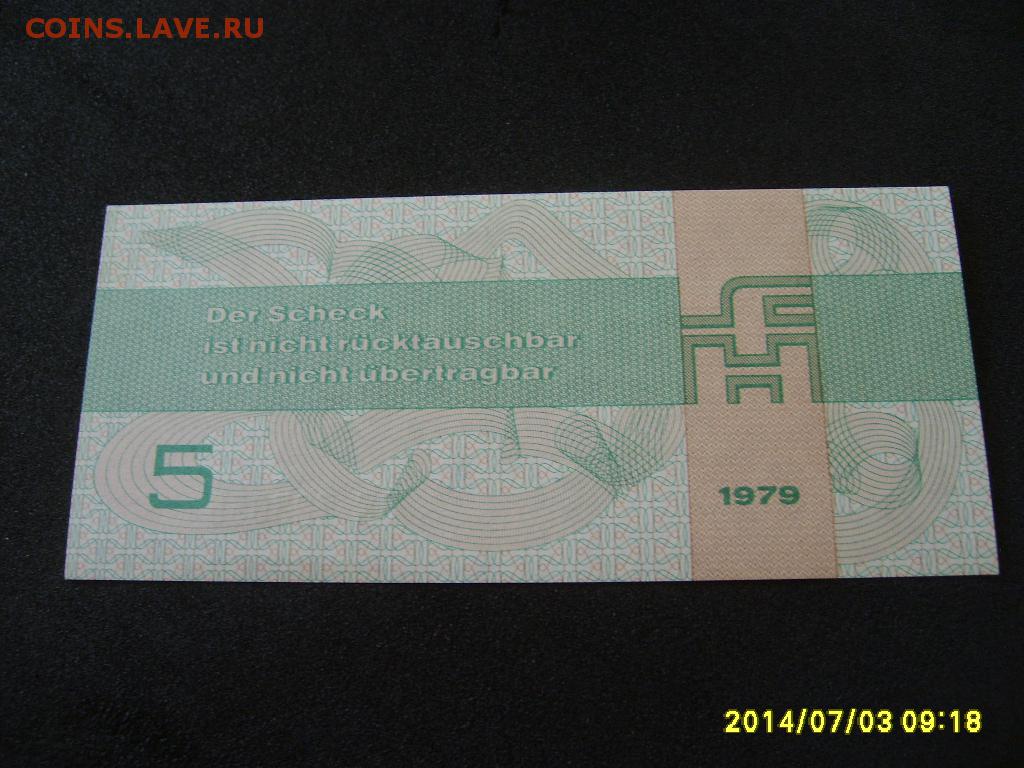 COINS.LAVE.RU
Der Scheck
ist nicht rücktauschbar
und nicht übertragbar
5
1979
2014/07/03 09:18